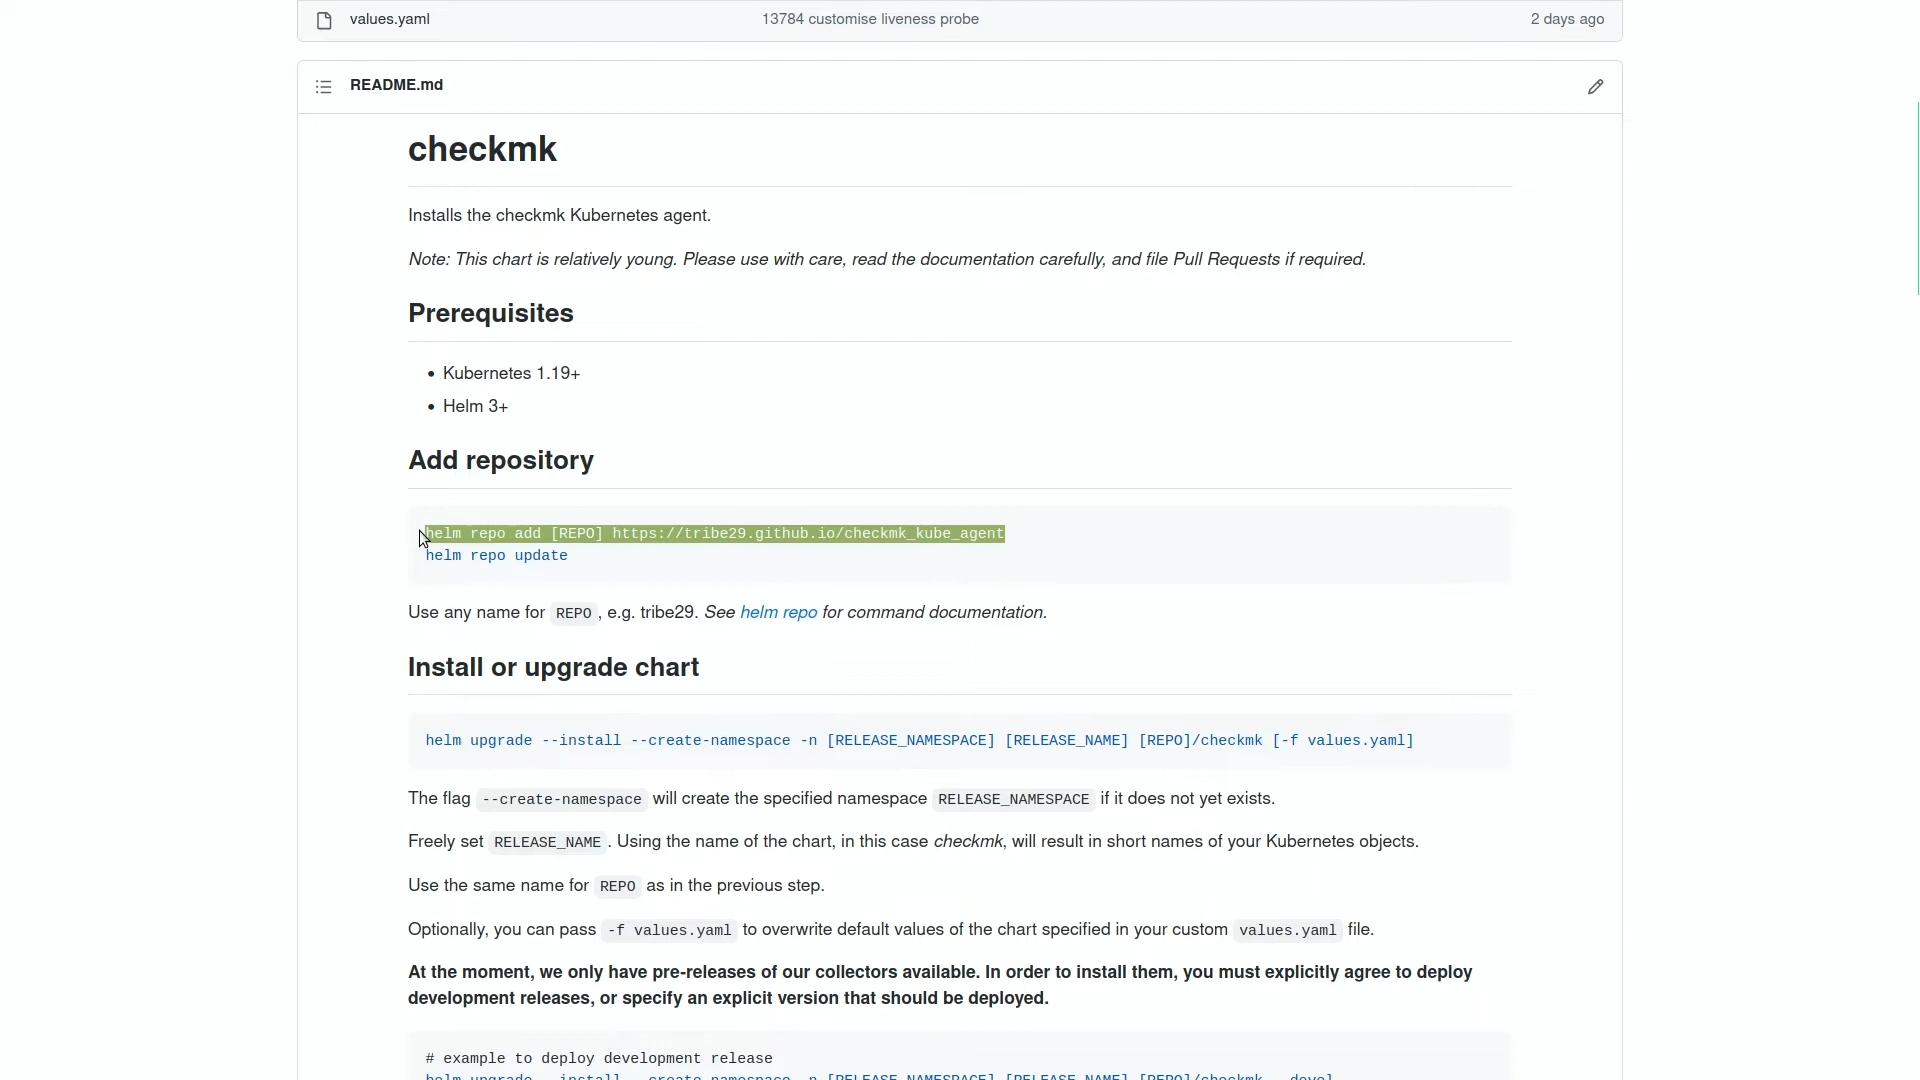 values.yaml 13784 customise liveness probe 2 days ago
README.md
checkmk
Installs the checkmk Kubernetes agent.
Note: This chart is relatively young. Please use with care, read the documentation carefully, and file Pull Requests if required.
Prerequisites
• Kubernetes 1.19+
• Helm 3+
Add repository
helm repo add [REPO] https://tribe29.github.io/checkmk_kube_agent
helm repo update
Use any name for REPO, e.g. tribe29. See helm repo for command documentation.
Install or upgrade chart
helm upgrade --install --create-namespace -n [RELEASE_NAMESPACE] [RELEASE_NAME] [REPO]/checkmk [-f values.yaml]
The flag --create-namespace will create the specified namespace RELEASE_NAMESPACE if it does not yet exists.
Freely set RELEASE_NAME. Using the name of the chart, in this case checkmk, will result in short names of your Kubernetes objects.
Use the same name for REPO as in the previous step.
Optionally, you can pass -f values.yaml to overwrite default values of the chart specified in your custom values.yaml file.
At the moment, we only have pre-releases of our collectors available. In order to install them, you must explicitly agree to deploy
development releases, or specify an explicit version that should be deployed.
# example to deploy development release
helm upgrade --install --create-namespace -n [RELEASE_NAMESPACE] [RELEASE_NAME] [REPO]/checkmk --devel